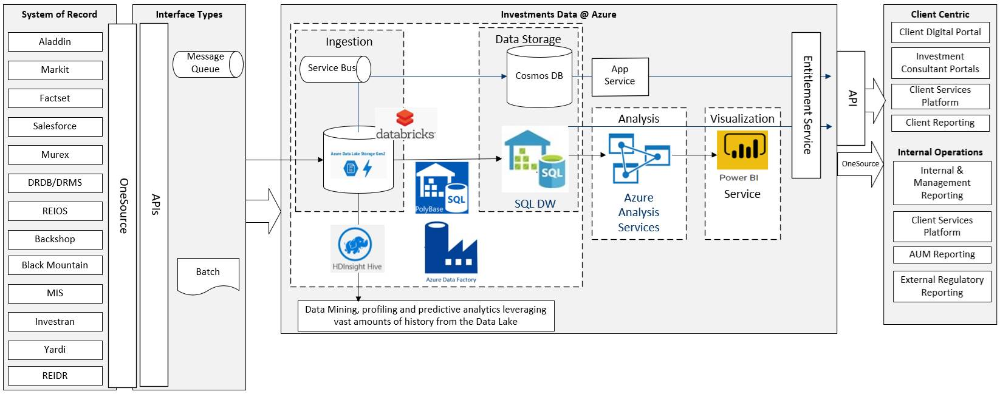 System of Record
Aladdin
Markit
Factset
Salesforce
Murex
DRDB/DRMS
REIOS
Backshop
Black Mountain
MIS
Investran
Yardi
REIDR
OneSource
Interface Types
APIs
Message
Queue
Batch
Investments Data @ Azure
Ingestion
Service Bus
databricks
Azure Data Lake Storage Gen2
SQL
PolyBase
HDInsight Hive
Azure Data Factory
Data Mining, profiling and predictive analytics leveraging
vast amounts of history from the Data Lake
Data Storage
Cosmos DB
SQL
SQL DW
App
Service
Analysis
Azure
Analysis
Services
Visualization
Power BI
Service
Entitlement Service
API
OneSource
Client Centric
Client Digital Portal
Investment
Consultant Portals
Client Services
Platform
Client Reporting
Internal Operations
Internal &
Management
Reporting
Client Services
Platform
AUM Reporting
External Regulatory
Reporting